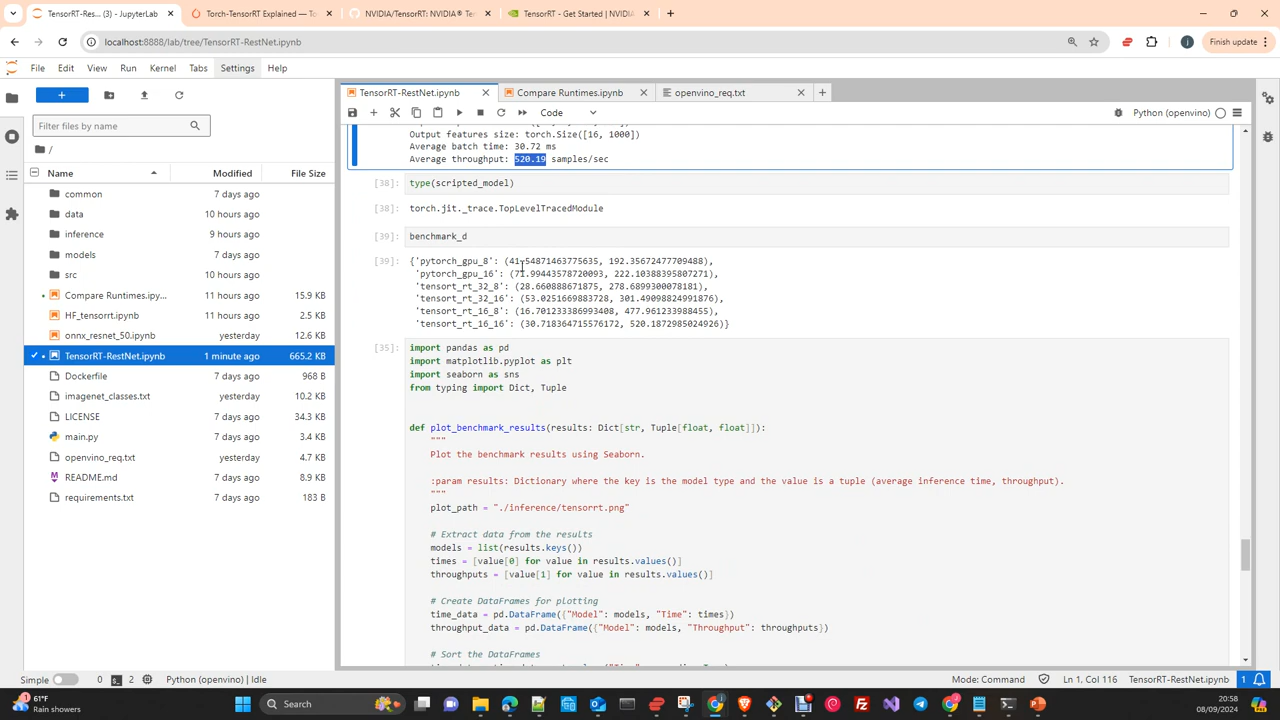 TensorRT-Res... (3) - JupyterLab
Torch-TensorRT Explained — To
NVIDIA/TensorRT: NVIDIA® Te
TensorRT - Get Started | NVIDIA
localhost:8888/lab/tree/TensorRT-RestNet.ipynb
Finish update
File Edit View Run Kernel Tabs Settings Help
TensorRT-RestNet.ipynb
Compare Runtimes.ipynb
openvino_req.txt
Code
Python (openvino)
Filter files by name
/
Name Modified File Size
common 7 days ago
data 10 hours ago
inference 9 hours ago
models 7 days ago
src 10 hours ago
Compare Runtimes.ipy... 11 hours ago 15.9 KB
HF_tensorrt.ipynb 11 hours ago 2.5 KB
onnx_resnet_50.ipynb yesterday 12.6 KB
TensorRT-RestNet.ipynb 1 minute ago 665.2 KB
Dockerfile 7 days ago 968 B
imagenet_classes.txt yesterday 10.2 KB
LICENSE 7 days ago 34.3 KB
main.py 7 days ago 3.4 KB
openvino_req.txt yesterday 4.7 KB
README.md 7 days ago 8.9 KB
requirements.txt 7 days ago 183 B
Output features size: torch.Size([16, 1000])
Average batch time: 30.72 ms
Average throughput: 520.19 samples/sec
[38]: type(scripted_model)
[38]: torch.jit._trace.TopLevelTracedModule
[39]: benchmark_d
[39]: {'pytorch_gpu_8': (41.54871463775635, 192.35672477709488),
'pytorch_gpu_16': (71.99443578720093, 222.10388395807271),
'tensort_rt_32_8': (28.660888671875, 278.6899300078181),
'tensort_rt_32_16': (53.0251669883728, 301.49098824991876),
'tensort_rt_16_8': (16.701233386993408, 477.961233988455),
'tensort_rt_16_16': (30.718364715576172, 520.1872985024926)}
[35]: import pandas as pd
import matplotlib.pyplot as plt
import seaborn as sns
from typing import Dict, Tuple
def plot_benchmark_results(results: Dict[str, Tuple[float, float]]):
"""
Plot the benchmark results using Seaborn.
:param results: Dictionary where the key is the model type and the value is a tuple (average inference time, throughput).
"""
plot_path = "./inference/tensorrt.png"
# Extract data from the results
models = list(results.keys())
times = [value[0] for value in results.values()]
throughputs = [value[1] for value in results.values()]
# Create DataFrames for plotting
time_data = pd.DataFrame({"Model": models, "Time": times})
throughput_data = pd.DataFrame({"Model": models, "Throughput": throughputs})
# Sort the DataFrames
Simple 0 2 Python (openvino) | Idle
Mode: Command Ln 1, Col 116 TensorRT-RestNet.ipynb 1
61°F
Rain showers
Search
20:58
08/09/2024